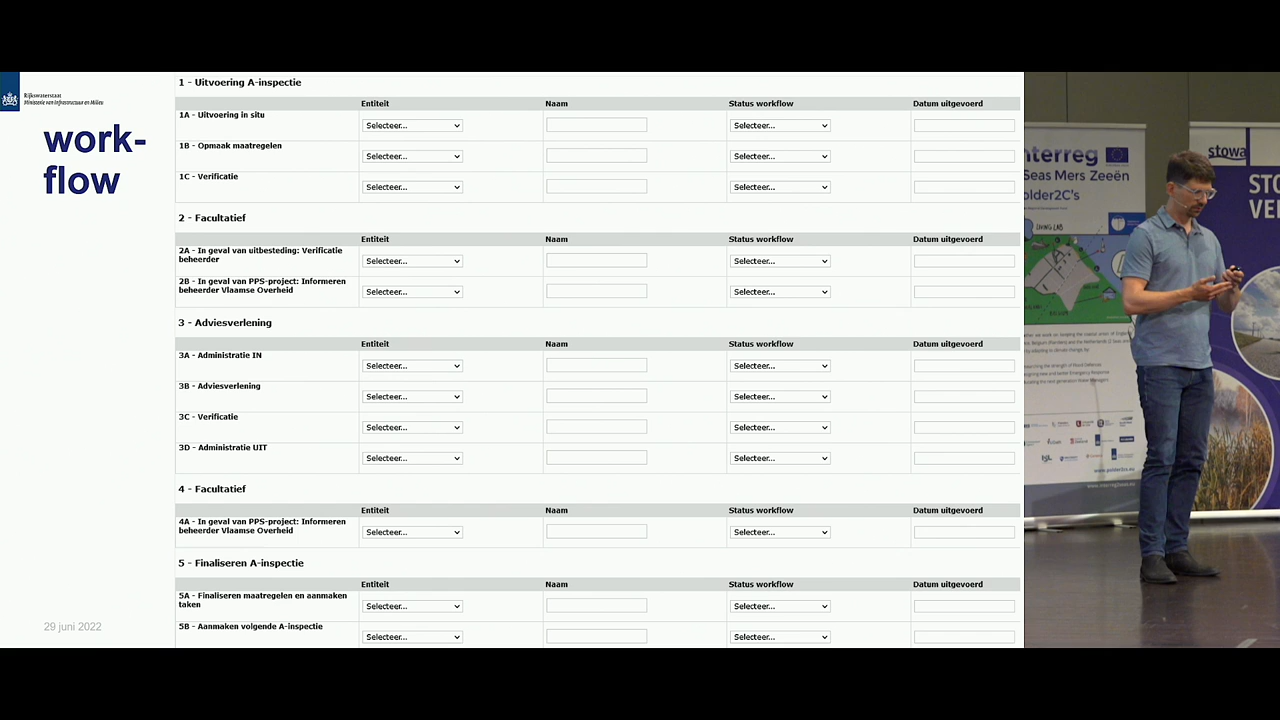 Rijkswaterstaat
Ministerie van Infrastructuur en Milieu
work-
flow
1 - Uitvoering A-inspectie
Entiteit Naam Status workflow Datum uitgevoerd
1A - Uitvoering in situ Selecteer... Selecteer...
1B - Opmaak maatregelen Selecteer... Selecteer...
1C - Verificatie Selecteer... Selecteer...
2 - Facultatief
Entiteit Naam Status workflow Datum uitgevoerd
2A - In geval van uitbesteding: Verificatie
beheerder Selecteer... Selecteer...
2B - In geval van PPS-project: Informeren
beheerder Vlaamse Overheid Selecteer... Selecteer...
3 - Adviesverlening
Entiteit Naam Status workflow Datum uitgevoerd
3A - Administratie IN Selecteer... Selecteer...
3B - Adviesverlening Selecteer... Selecteer...
3C - Verificatie Selecteer... Selecteer...
3D - Administratie UIT Selecteer... Selecteer...
4 - Facultatief
Entiteit Naam Status workflow Datum uitgevoerd
4A - In geval van PPS-project: Informeren
beheerder Vlaamse Overheid Selecteer... Selecteer...
5 - Finaliseren A-inspectie
Entiteit Naam Status workflow Datum uitgevoerd
5A - Finaliseren maatregelen en aanmaken
taken Selecteer... Selecteer...
5B - Aanmaken volgende A-inspectie Selecteer... Selecteer...
29 juni 2022
nterreg
Seas Mers Zeeën
older2C's
LIVING LAB
stowa
STO
VER